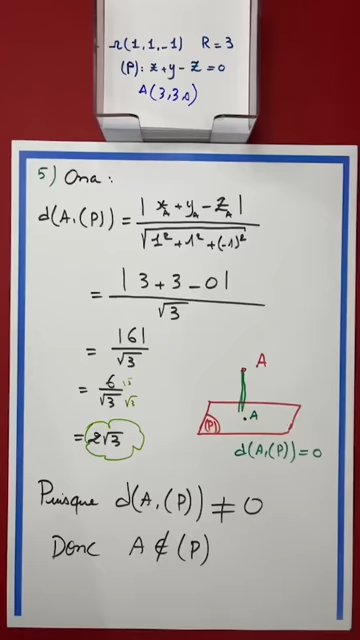 Ω(1,1,-1) R=3
(P): x+y-z=0
A(3,3,0)
5) Ona:
d(A,(P)) = |x_A+y_A-z_A| / √(1²+1²+(-1)²)
= |3+3-0| / √3
= |6| / √3
= 6/√3 √3/√3
= 2√3
A
(P)
.A
d(A,(P))=0
Puisque d(A,(P)) ≠ 0
Donc A ∉ (P)